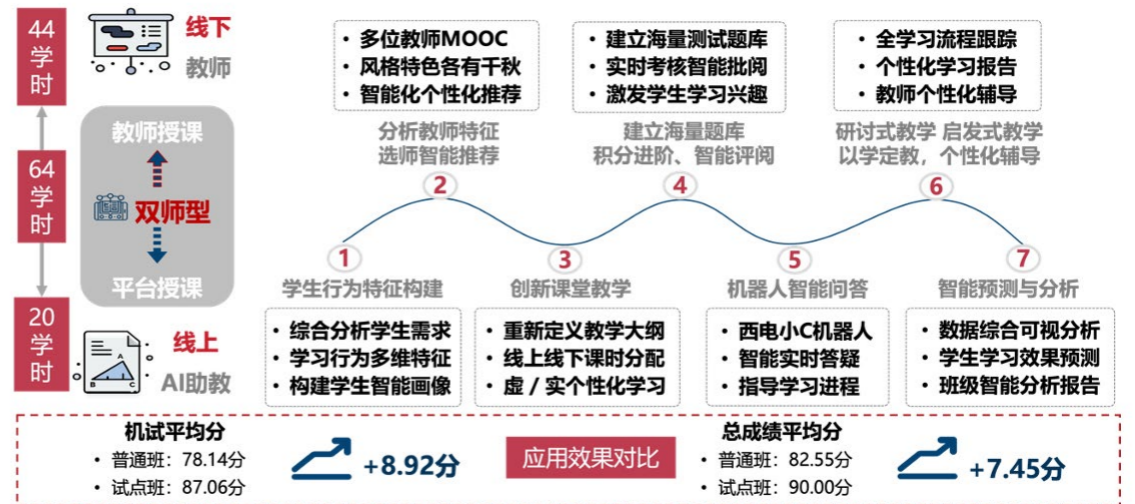 44
学
时
线下
教师
教师授课
64
学
时
双师型
平台授课
20
学
时
线上
AI助教
A
B
C
• 多位教师MOOC
• 风格特色各有千秋
• 智能化个性化推荐
分析教师特征
选师智能推荐
2
• 建立海量测试题库
• 实时考核智能批阅
• 激发学生学习兴趣
建立海量题库
积分进阶、智能评阅
4
• 全学习流程跟踪
• 个性化学习报告
• 教师个性化辅导
研讨式教学 启发式教学
以学定教，个性化辅导
6
1
学生行为特征构建
• 综合分析学生需求
• 学习行为多维特征
• 构建学生智能画像
3
创新课堂教学
• 重新定义教学大纲
• 线上线下课时分配
• 虚 / 实个性化学习
5
机器人智能问答
• 西电小C机器人
• 智能实时答疑
• 指导学习进程
7
智能预测与分析
• 数据综合可视分析
• 学生学习效果预测
• 班级智能分析报告
机试平均分
• 普通班：78.14分
• 试点班：87.06分
+8.92分
应用效果对比
总成绩平均分
• 普通班：82.55分
• 试点班：90.00分
+7.45分